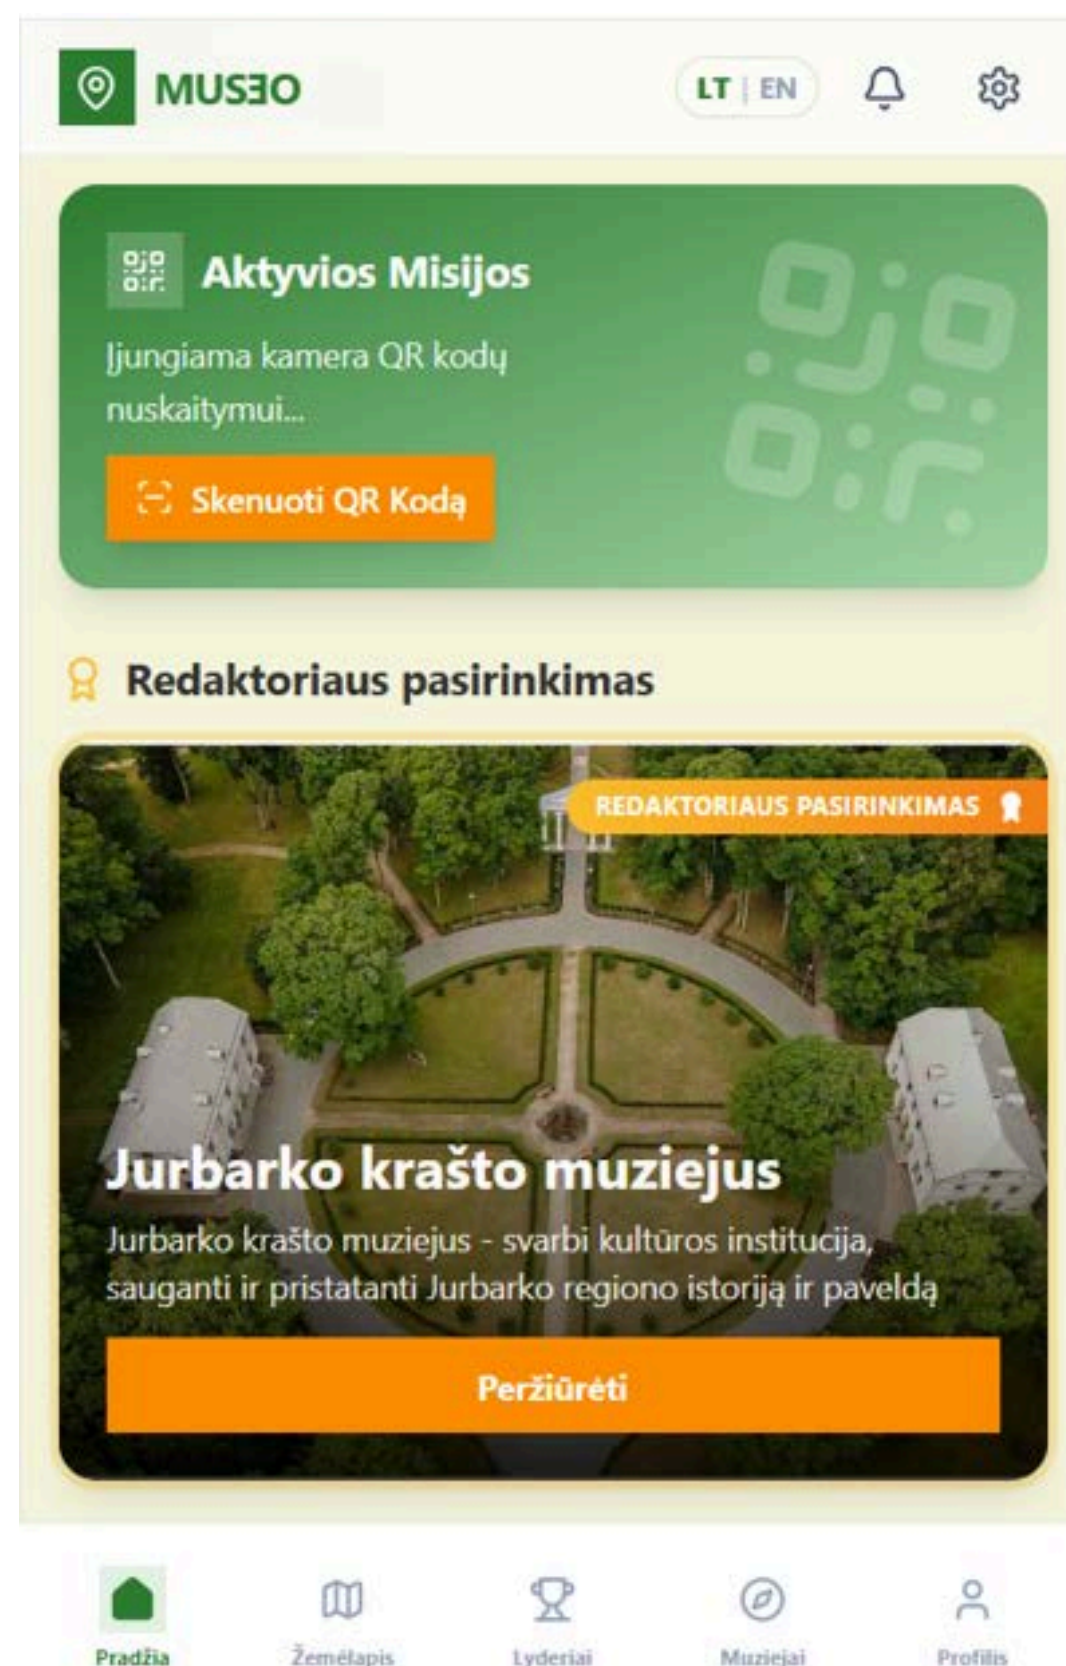 MUSƎO
LT | EN
Aktyvios Misijos
Įjungiama kamera QR kodų
nuskaitymui...
Skenuoti QR Kodą
Redaktoriaus pasirinkimas
REDAKTORIAUS PASIRINKIMAS
Jurbarko krašto muziejus
Jurbarko krašto muziejus - svarbi kultūros institucija,
sauganti ir pristatanti Jurbarko regiono istoriją ir paveldą
Peržiūrėti
Pradžia Žemėlapis Lyderiai Muziejai Profilis